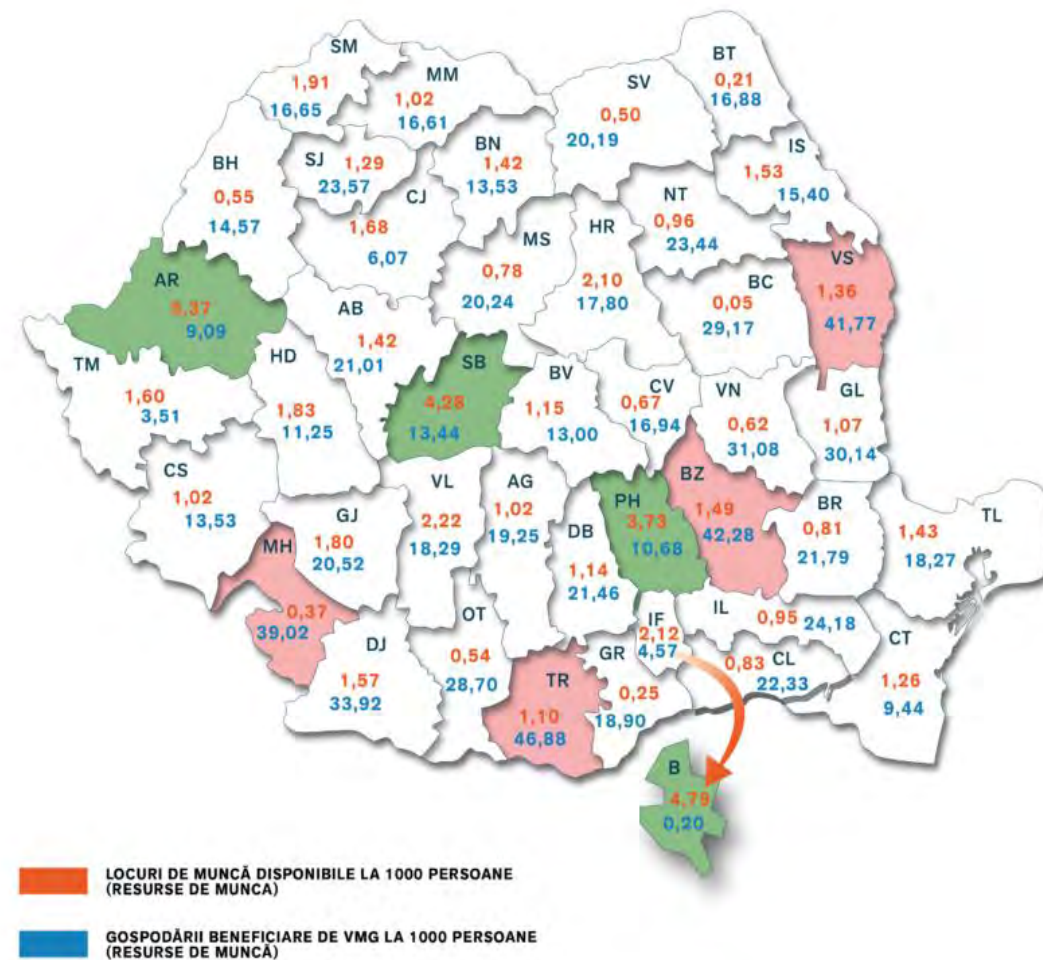 SM
1,91
16,65
MM
1,02
16,61
SV
0,50
20,19
BT
0,21
16,88
BH
0,55
14,57
SJ
1,29
23,57
CJ
1,68
6,07
BN
1,42
13,53
IS
1,53
15,40
NT
0,96
23,44
MS
0,78
20,24
HR
2,10
17,80
BC
0,05
29,17
VS
1,36
41,77
AR
9,09
AB
1,42
21,01
TM
1,60
3,51
HD
1,83
11,25
SB
4,28
13,44
BV
1,15
13,00
CV
0,67
16,94
VN
0,62
31,08
GL
1,07
30,14
CS
1,02
13,53
GJ
1,80
20,52
VL
2,22
18,29
AG
1,02
19,25
DB
1,14
21,46
PH
3,73
10,68
BZ
1,49
42,28
BR
0,81
21,79
TL
1,43
18,27
MH
0,37
39,02
DJ
1,57
33,92
OT
0,54
28,70
TR
1,10
46,88
GR
0,25
18,90
IF
2,12
4,57
IL
0,95 24,18
CL
0,83
22,33
CT
1,26
9,44
B
4,79
0,20
LOCURI DE MUNCĂ DISPONIBILE LA 1000 PERSOANE
(RESURSE DE MUNCA)
GOSPODĂRII BENEFICIARE DE VMG LA 1000 PERSOANE
(RESURSE DE MUNCĂ)